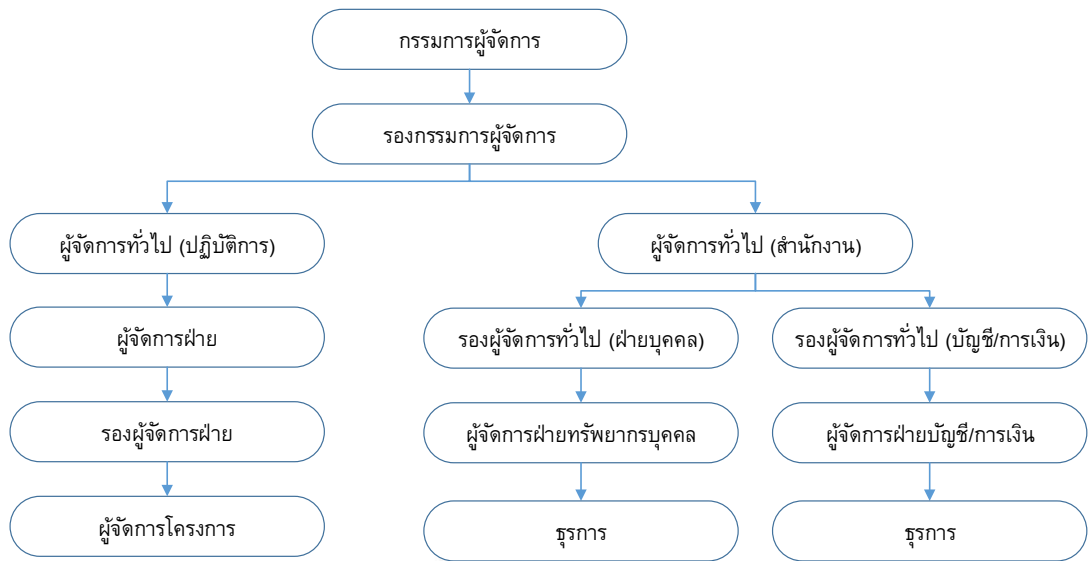 กรรมการผู้จัดการ
รองกรรมการผู้จัดการ
ผู้จัดการทั่วไป (ปฏิบัติการ)
ผู้จัดการทั่วไป (สำนักงาน)
ผู้จัดการฝ่าย
รองผู้จัดการทั่วไป (ฝ่ายบุคคล)
รองผู้จัดการทั่วไป (บัญชี/การเงิน)
รองผู้จัดการฝ่าย
ผู้จัดการฝ่ายทรัพยากรบุคคล
ผู้จัดการฝ่ายบัญชี/การเงิน
ผู้จัดการโครงการ
ธุรการ
ธุรการ